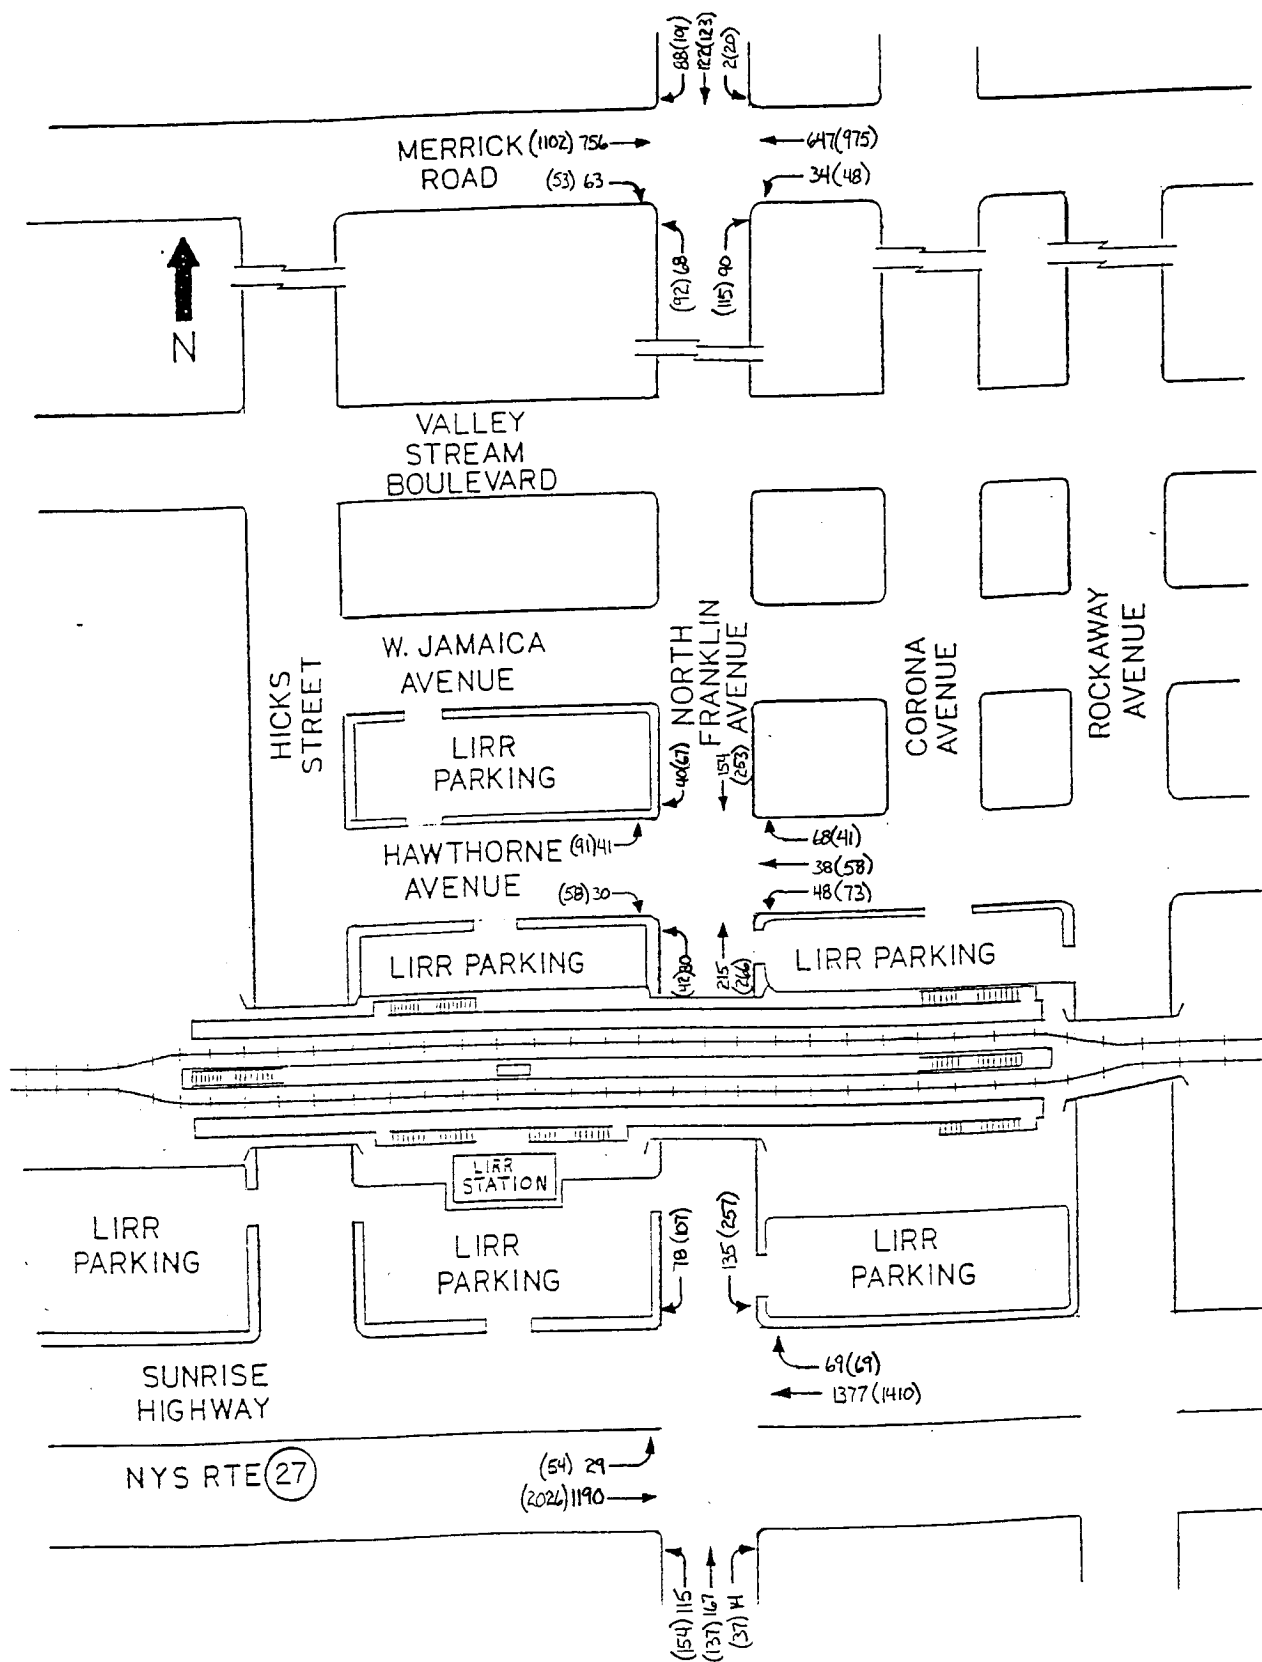 88(101)
122(123)
2(20)
MERRICK (1102) 756
ROAD (53) 63
647(975)
34(48)
(92) 68
(115) 90
N
VALLEY
STREAM
BOULEVARD
W. JAMAICA
AVENUE
HICKS
STREET
NORTH
FRANKLIN
AVENUE
CORONA
AVENUE
ROCKAWAY
AVENUE
LIRR
PARKING
40(67)
154
(253)
HAWTHORNE (91)41
AVENUE (58)30
68(41)
38(58)
48(73)
LIRR PARKING
(42)80
215
(266)
LIRR PARKING
LIRR
STATION
LIRR
PARKING
LIRR
PARKING
78 (107)
135 (257)
LIRR
PARKING
SUNRISE
HIGHWAY
69(69)
1377(1410)
NYS RTE 27
(54) 29
(2026)1190
(154) 115
(137) 167
(37) 14